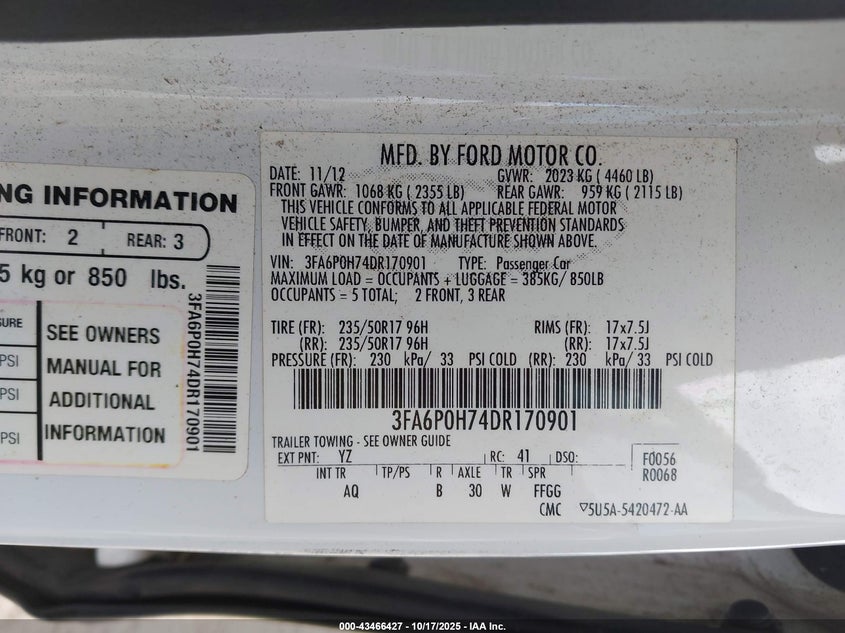 NG INFORMATION
FRONT: 2 REAR: 3
5 kg or 850 lbs.
SURE
PSI
PSI
PSI
SEE OWNERS
MANUAL FOR
ADDITIONAL
INFORMATION
3FA6P0H74DR170901
MFD. BY FORD MOTOR CO.
DATE: 11/12 GVWR: 2023 KG ( 4460 LB)
FRONT GAWR: 1068 KG ( 2355 LB) REAR GAWR: 959 KG ( 2115 LB)
THIS VEHICLE CONFORMS TO ALL APPLICABLE FEDERAL MOTOR
VEHICLE SAFETY, BUMPER, AND THEFT PREVENTION STANDARDS
IN EFFECT ON THE DATE OF MANUFACTURE SHOWN ABOVE.
VIN: 3FA6P0H74DR170901 TYPE: Passenger Car
MAXIMUM LOAD = OCCUPANTS + LUGGAGE = 385KG/ 850LB
OCCUPANTS = 5 TOTAL; 2 FRONT, 3 REAR
TIRE (FR): 235/50R17 96H RIMS (FR): 17x7.5J
(RR): 235/50R17 96H (RR): 17x7.5J
PRESSURE (FR): 230 kPa/ 33 PSI COLD (RR): 230 kPa/ 33 PSI COLD
3FA6P0H74DR170901
TRAILER TOWING - SEE OWNER GUIDE
EXT PNT: YZ RC: 41 DSO: F0056
R0068
INT TR TP/PS R AXLE TR SPR
AQ B 30 W FFGG
CMC ▽5U5A-5420472-AA
000-43466427 - 10/17/2025 - IAA Inc.